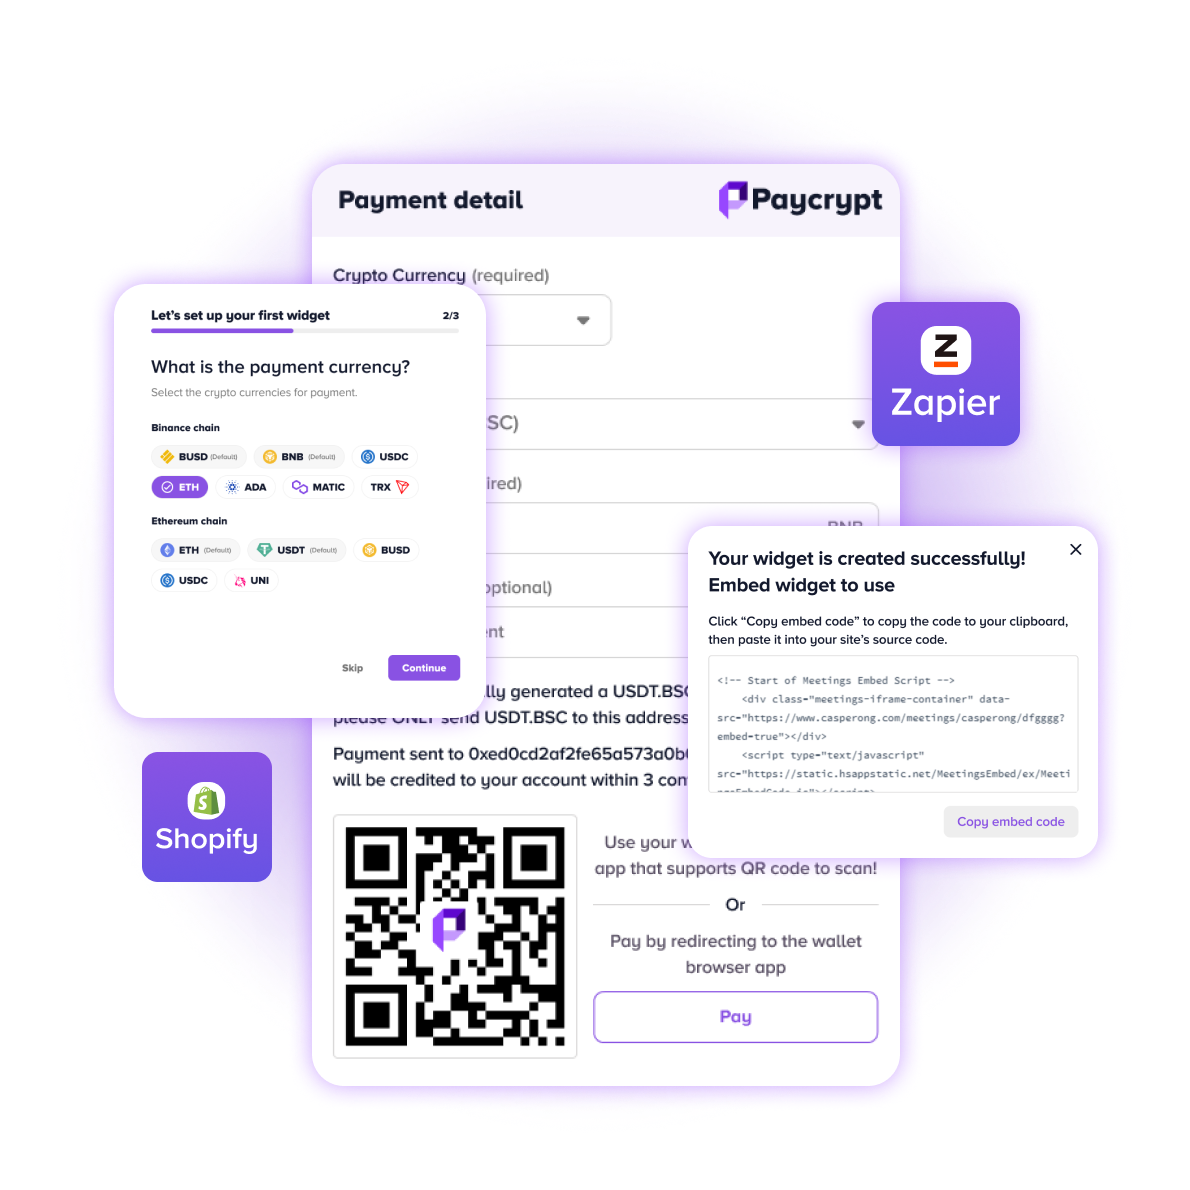 Payment detail
Paycrypt
Crypto Currency (required)
Let's set up your first widget
2/3
What is the payment currency?
Select the crypto currencies for payment.
Binance chain
BUSD (Default)
BNB (Default)
USDC
ETH
ADA
MATIC
TRX
Ethereum chain
ETH (Default)
USDT (Default)
BUSD
USDC
UNI
Skip
Continue
Zapier
Shopify
Your widget is created successfully!
Embed widget to use
Click “Copy embed code” to copy the code to your clipboard,
then paste it into your site's source code.
<!-- Start of Meetings Embed Script -->
<div class="meetings-iframe-container" data-
src="https://www.casperong.com/meetings/casperong/dfgggg?
embed=true"></div>
<script type="text/javascript"
src="https://static.hsappstatic.net/MeetingsEmbed/ex/Meeti
Copy embed code
BNB
generated a USDT.BSC
please ONLY send USDT.BSC to this address
Payment sent to 0xed0cd2af2fe65a573a0b
will be credited to your account within 3
Use your
app that supports QR code to scan!
Or
Pay by redirecting to the wallet
browser app
Pay